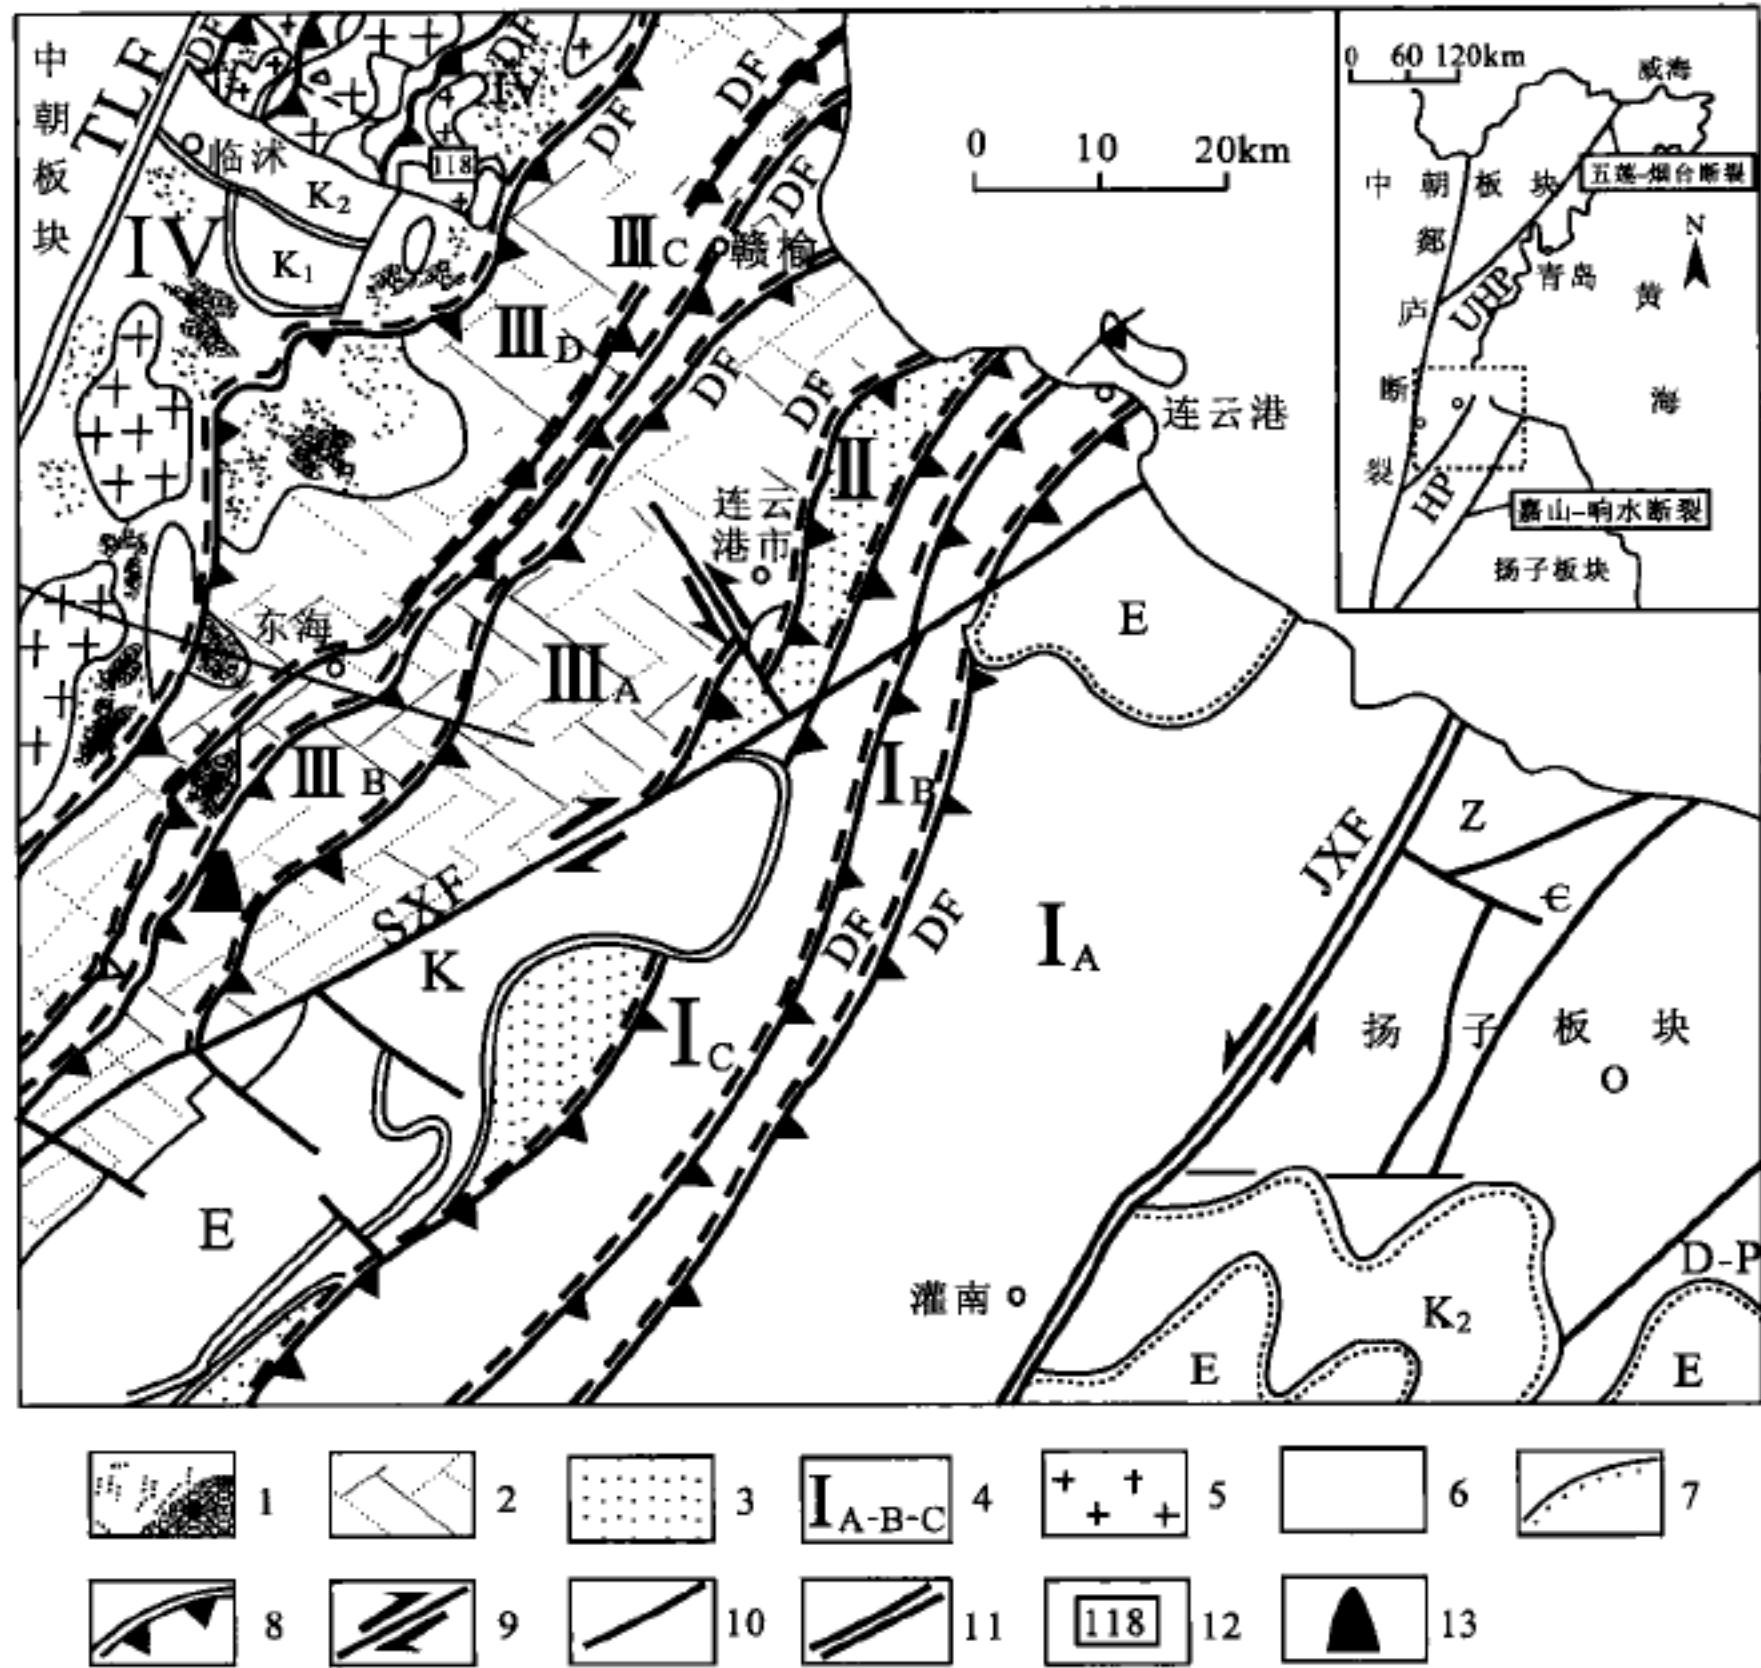 中朝板块
TLF
DF
DF
IV
DF
DF
临沭
118
K2
K1
IV
IIIC
赣榆
DF
IIID
DF
DF
II
连云港
连云港市
东海
IIIA
IIIB
E
IB
SXF
K
IC
DF
DF
IA
JXF
Z
Є
扬子板块
O
E
灌南
D-P
K2
E
E
0 10 20km
0 60 120km
威海
五莲-烟台断裂
中朝板块
N
郯庐断裂
UHP
青岛
黄海
HP
嘉山-响水断裂
扬子板块
1
2
3
IA-B-C 4
5
6
7
8
9
10
11
118 12
13